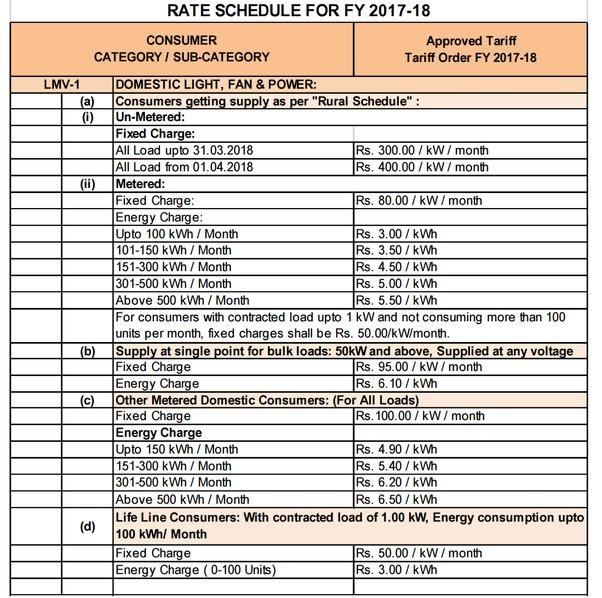 RATE SCHEDULE FOR FY 2017-18
CONSUMER
CATEGORY / SUB-CATEGORY
Approved Tariff
Tariff Order FY 2017-18
LMV-1 DOMESTIC LIGHT, FAN & POWER:
(a) Consumers getting supply as per "Rural Schedule" :
(i) Un-Metered:
Fixed Charge:
All Load upto 31.03.2018 Rs. 300.00 / kW / month
All Load from 01.04.2018 Rs. 400.00 / kW / month
(ii) Metered:
Fixed Charge: Rs. 80.00 / kW / month
Energy Charge:
Upto 100 kWh / Month Rs. 3.00 / kWh
101-150 kWh / Month Rs. 3.50 / kWh
151-300 kWh / Month Rs. 4.50 / kWh
301-500 kWh / Month Rs. 5.00 / kWh
Above 500 kWh / Month Rs. 5.50 / kWh
For consumers with contracted load upto 1 kW and not consuming more than 100
units per month, fixed charges shall be Rs. 50.00/kW/month.
(b) Supply at single point for bulk loads: 50kW and above, Supplied at any voltage
Fixed Charge Rs. 95.00 / kW / month
Energy Charge Rs. 6.10 / kWh
(c) Other Metered Domestic Consumers: (For All Loads)
Fixed Charge Rs.100.00 / kW / month
Energy Charge
Upto 150 kWh / Month Rs. 4.90 / kWh
151-300 kWh / Month Rs. 5.40 / kWh
301-500 kWh / Month Rs. 6.20 / kWh
Above 500 kWh / Month Rs. 6.50 / kWh
(d) Life Line Consumers: With contracted load of 1.00 kW, Energy consumption upto
100 kWh/ Month
Fixed Charge Rs. 50.00 / kW / month
Energy Charge ( 0-100 Units) Rs. 3.00 / kWh